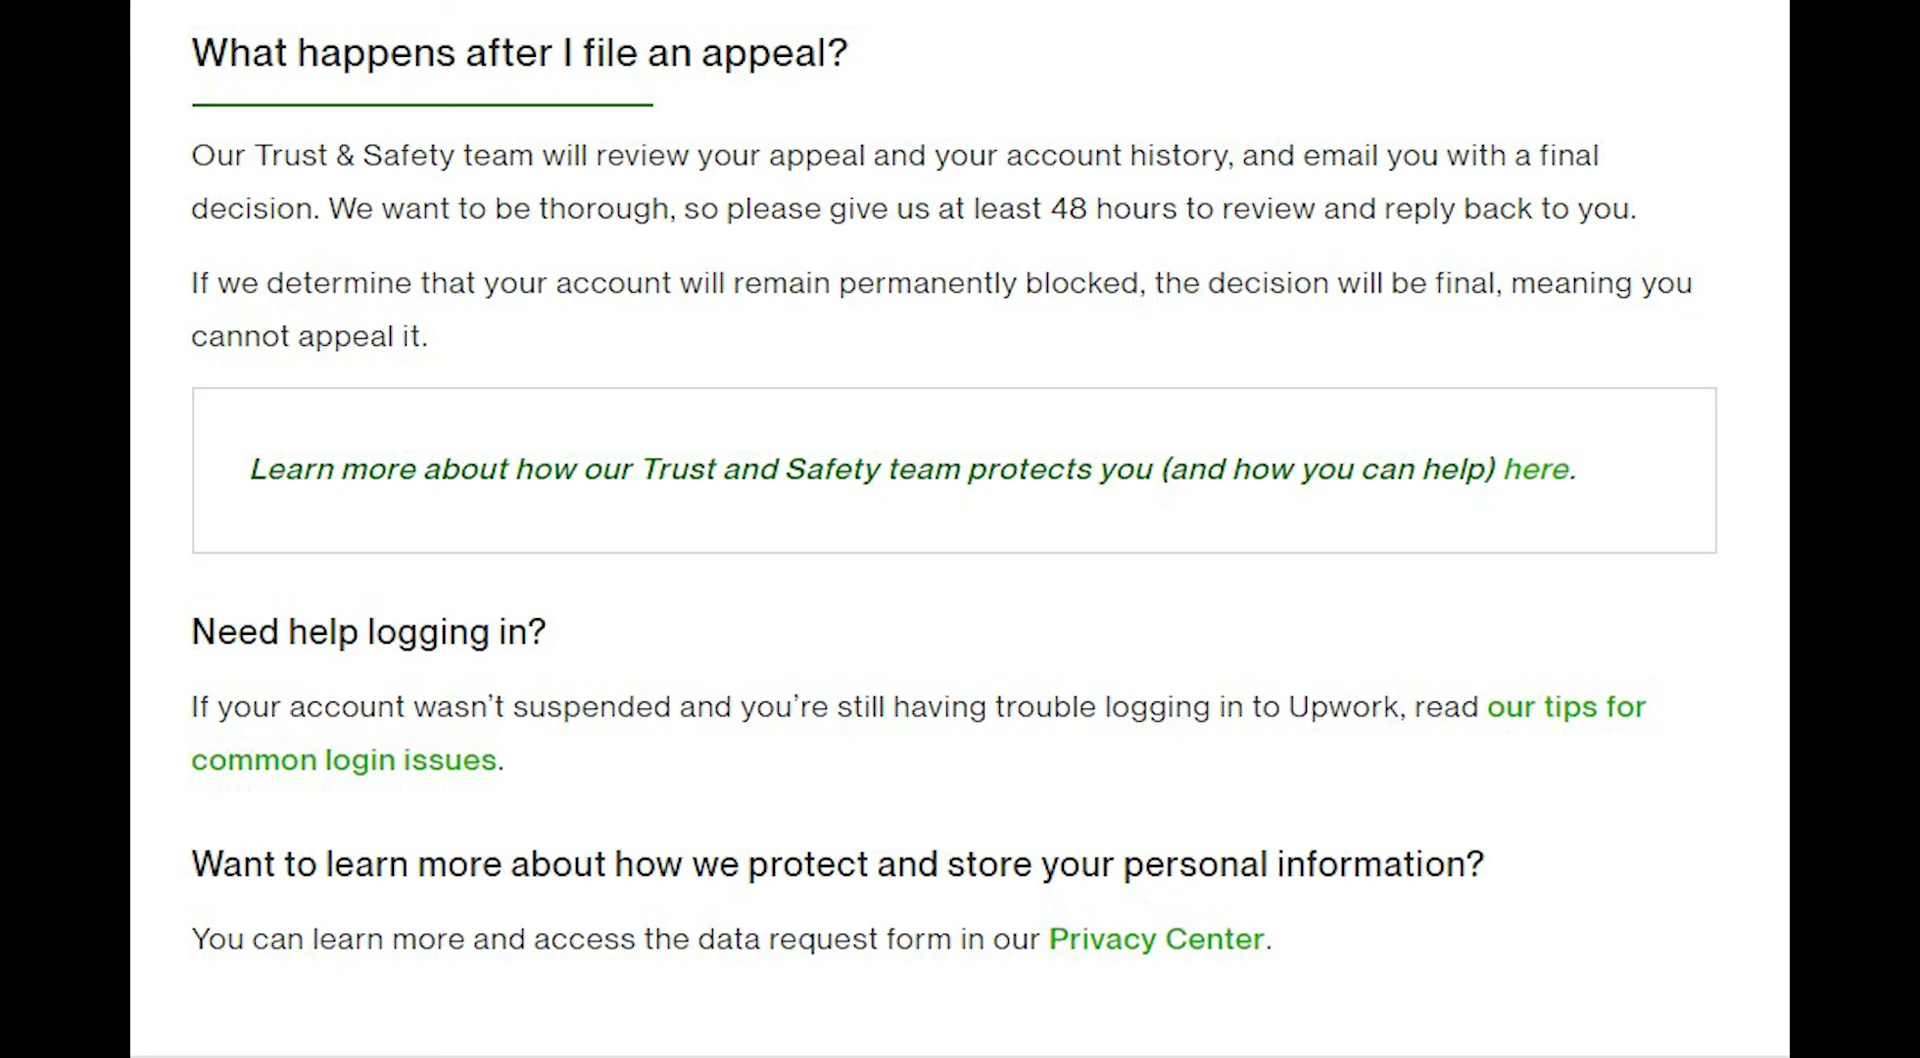 What happens after I file an appeal?
Our Trust & Safety team will review your appeal and your account history, and email you with a final
decision. We want to be thorough, so please give us at least 48 hours to review and reply back to you.
If we determine that your account will remain permanently blocked, the decision will be final, meaning you
cannot appeal it.
Learn more about how our Trust and Safety team protects you (and how you can help) here.
Need help logging in?
If your account wasn’t suspended and you’re still having trouble logging in to Upwork, read our tips for
common login issues.
Want to learn more about how we protect and store your personal information?
You can learn more and access the data request form in our Privacy Center.